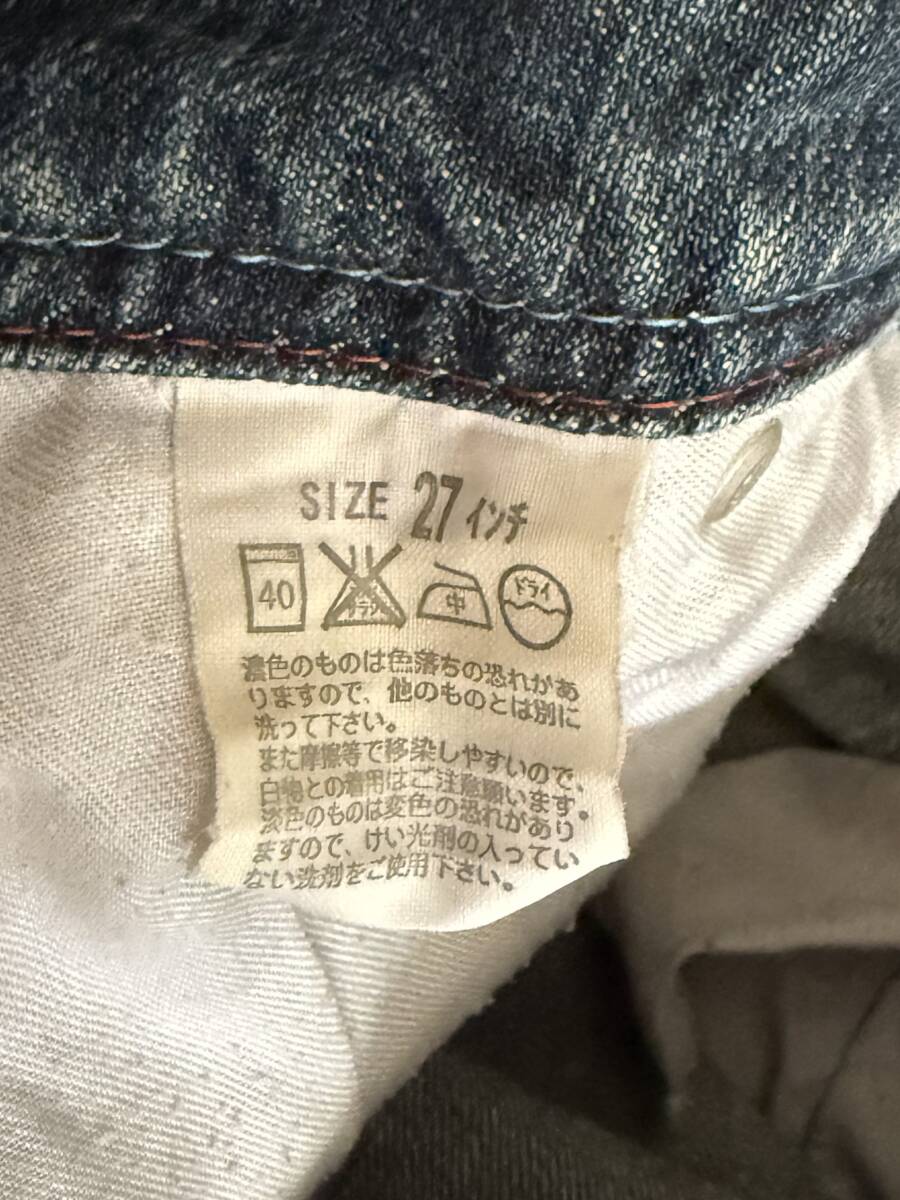 SIZE 27 インチ
40 中 ドライ
濃色のものは色落ちの恐れがあ
りますので、他のものとは別に
洗って下さい。
また摩擦等で移染しやすいので、
白物との着用はご注意願います。
淡色のものは変色の恐れがあり
ますので、けい光剤の入ってい
ない洗剤をご使用下さい。